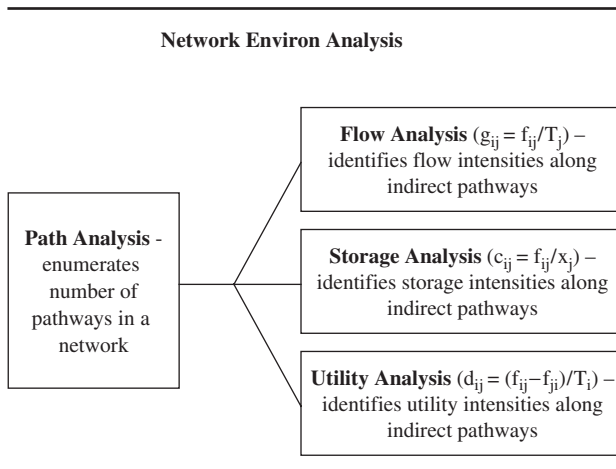 Network Environ Analysis
Path Analysis -
enumerates
number of
pathways in a
network
Flow Analysis (gij = fij/Tj) –
identifies flow intensities along
indirect pathways
Storage Analysis (cij = fij/xj) –
identifies storage intensities along
indirect pathways
Utility Analysis (dij = (fij−fji)/Ti) –
identifies utility intensities along
indirect pathways